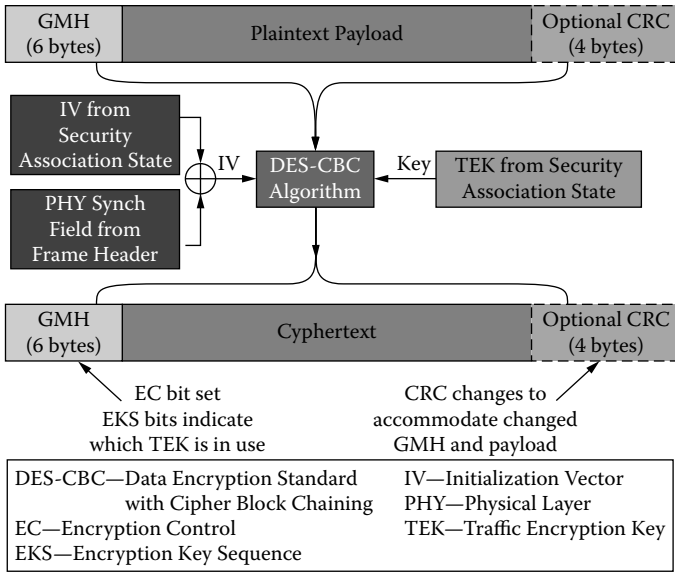 GMH
(6 bytes)
Plaintext Payload
Optional CRC
(4 bytes)
IV from
Security
Association State
IV
DES-CBC
Algorithm
Key
TEK from Security
Association State
PHY Synch
Field from
Frame Header
GMH
(6 bytes)
Cyphertext
Optional CRC
(4 bytes)
EC bit set
EKS bits indicate
which TEK is in use
CRC changes to
accommodate changed
GMH and payload
DES-CBC—Data Encryption Standard
with Cipher Block Chaining
EC—Encryption Control
EKS—Encryption Key Sequence
IV—Initialization Vector
PHY—Physical Layer
TEK—Traffic Encryption Key